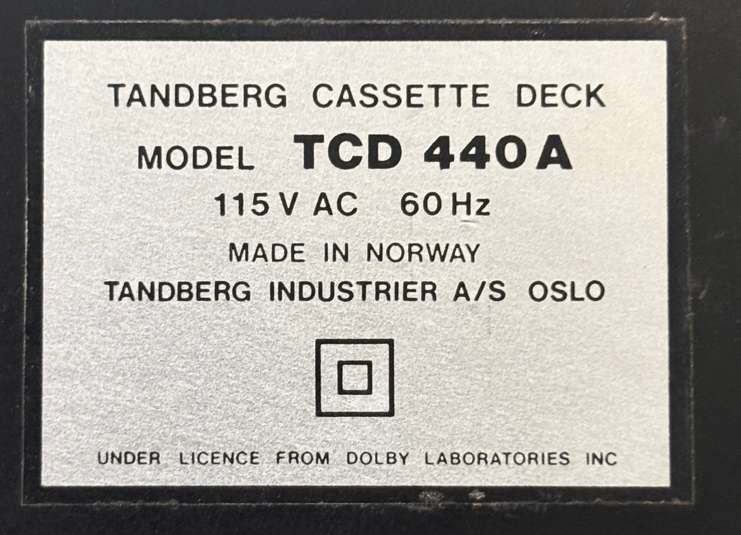 TANDBERG CASSETTE DECK
MODEL TCD 440A
115 V AC 60 Hz
MADE IN NORWAY
TANDBERG INDUSTRIER A/S OSLO
UNDER LICENCE FROM DOLBY LABORATORIES INC